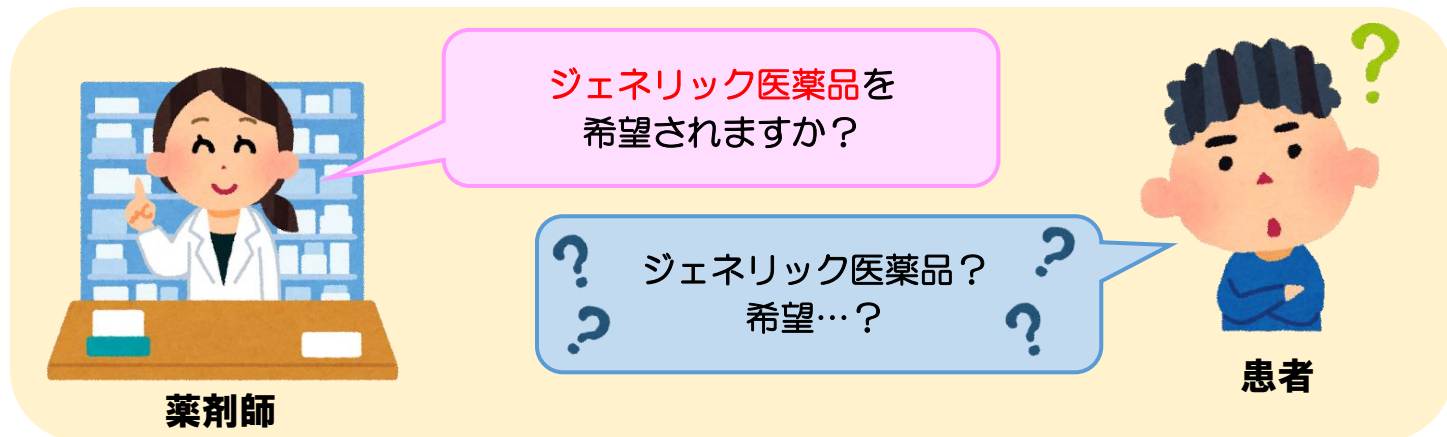 ジェネリック医薬品を
希望されますか？
ジェネリック医薬品？
希望…？
薬剤師
患者